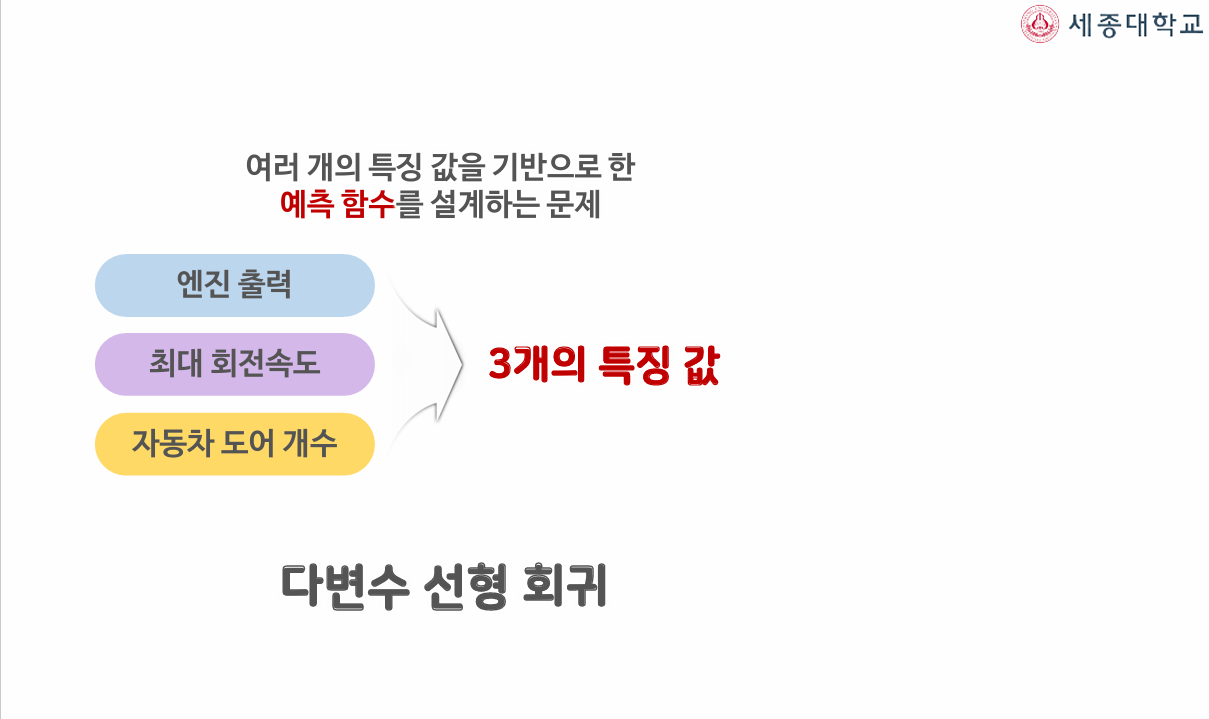 세종대학교
여러 개의 특징 값을 기반으로 한
예측 함수를 설계하는 문제
엔진 출력
최대 회전속도
자동차 도어 개수
3개의 특징 값
다변수 선형 회귀